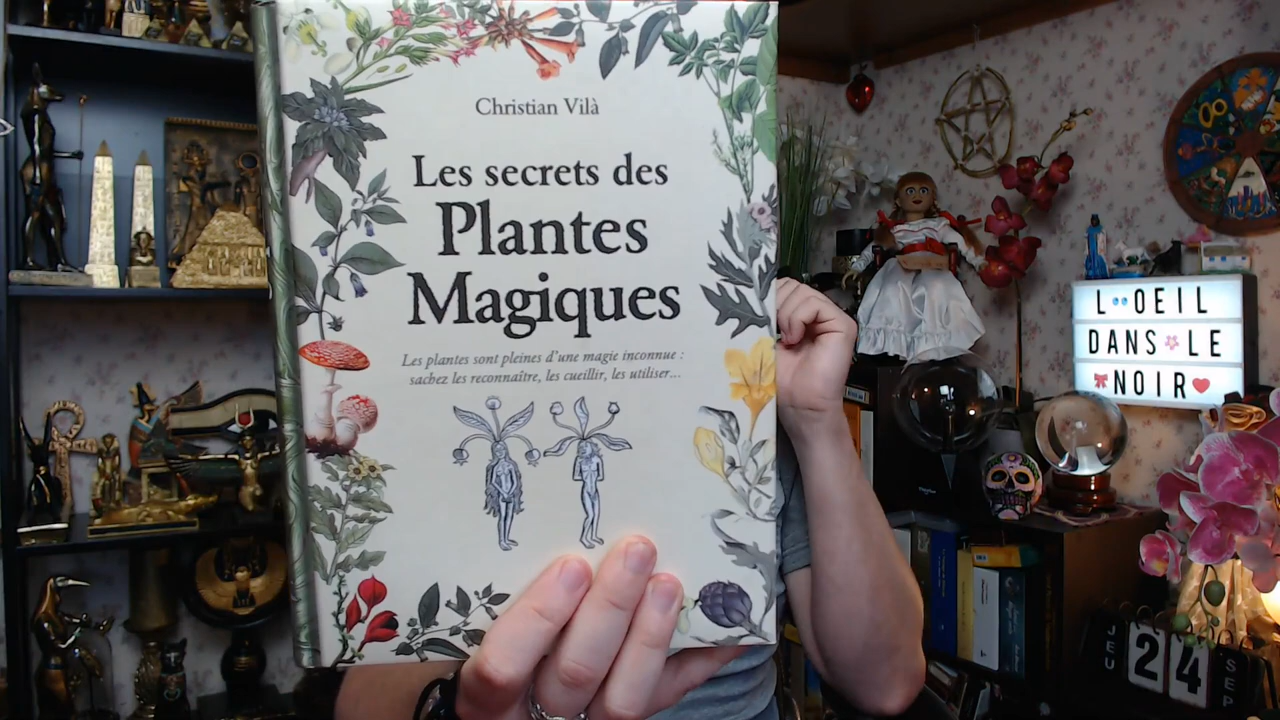 Christian Vilà
Les secrets des
Plantes
Magiques
Les plantes sont pleines d'une magie inconnue :
sachez les reconnaître, les cueillir, les utiliser...
L OEIL
DANS LE
NOIR
JEU
24
SEP